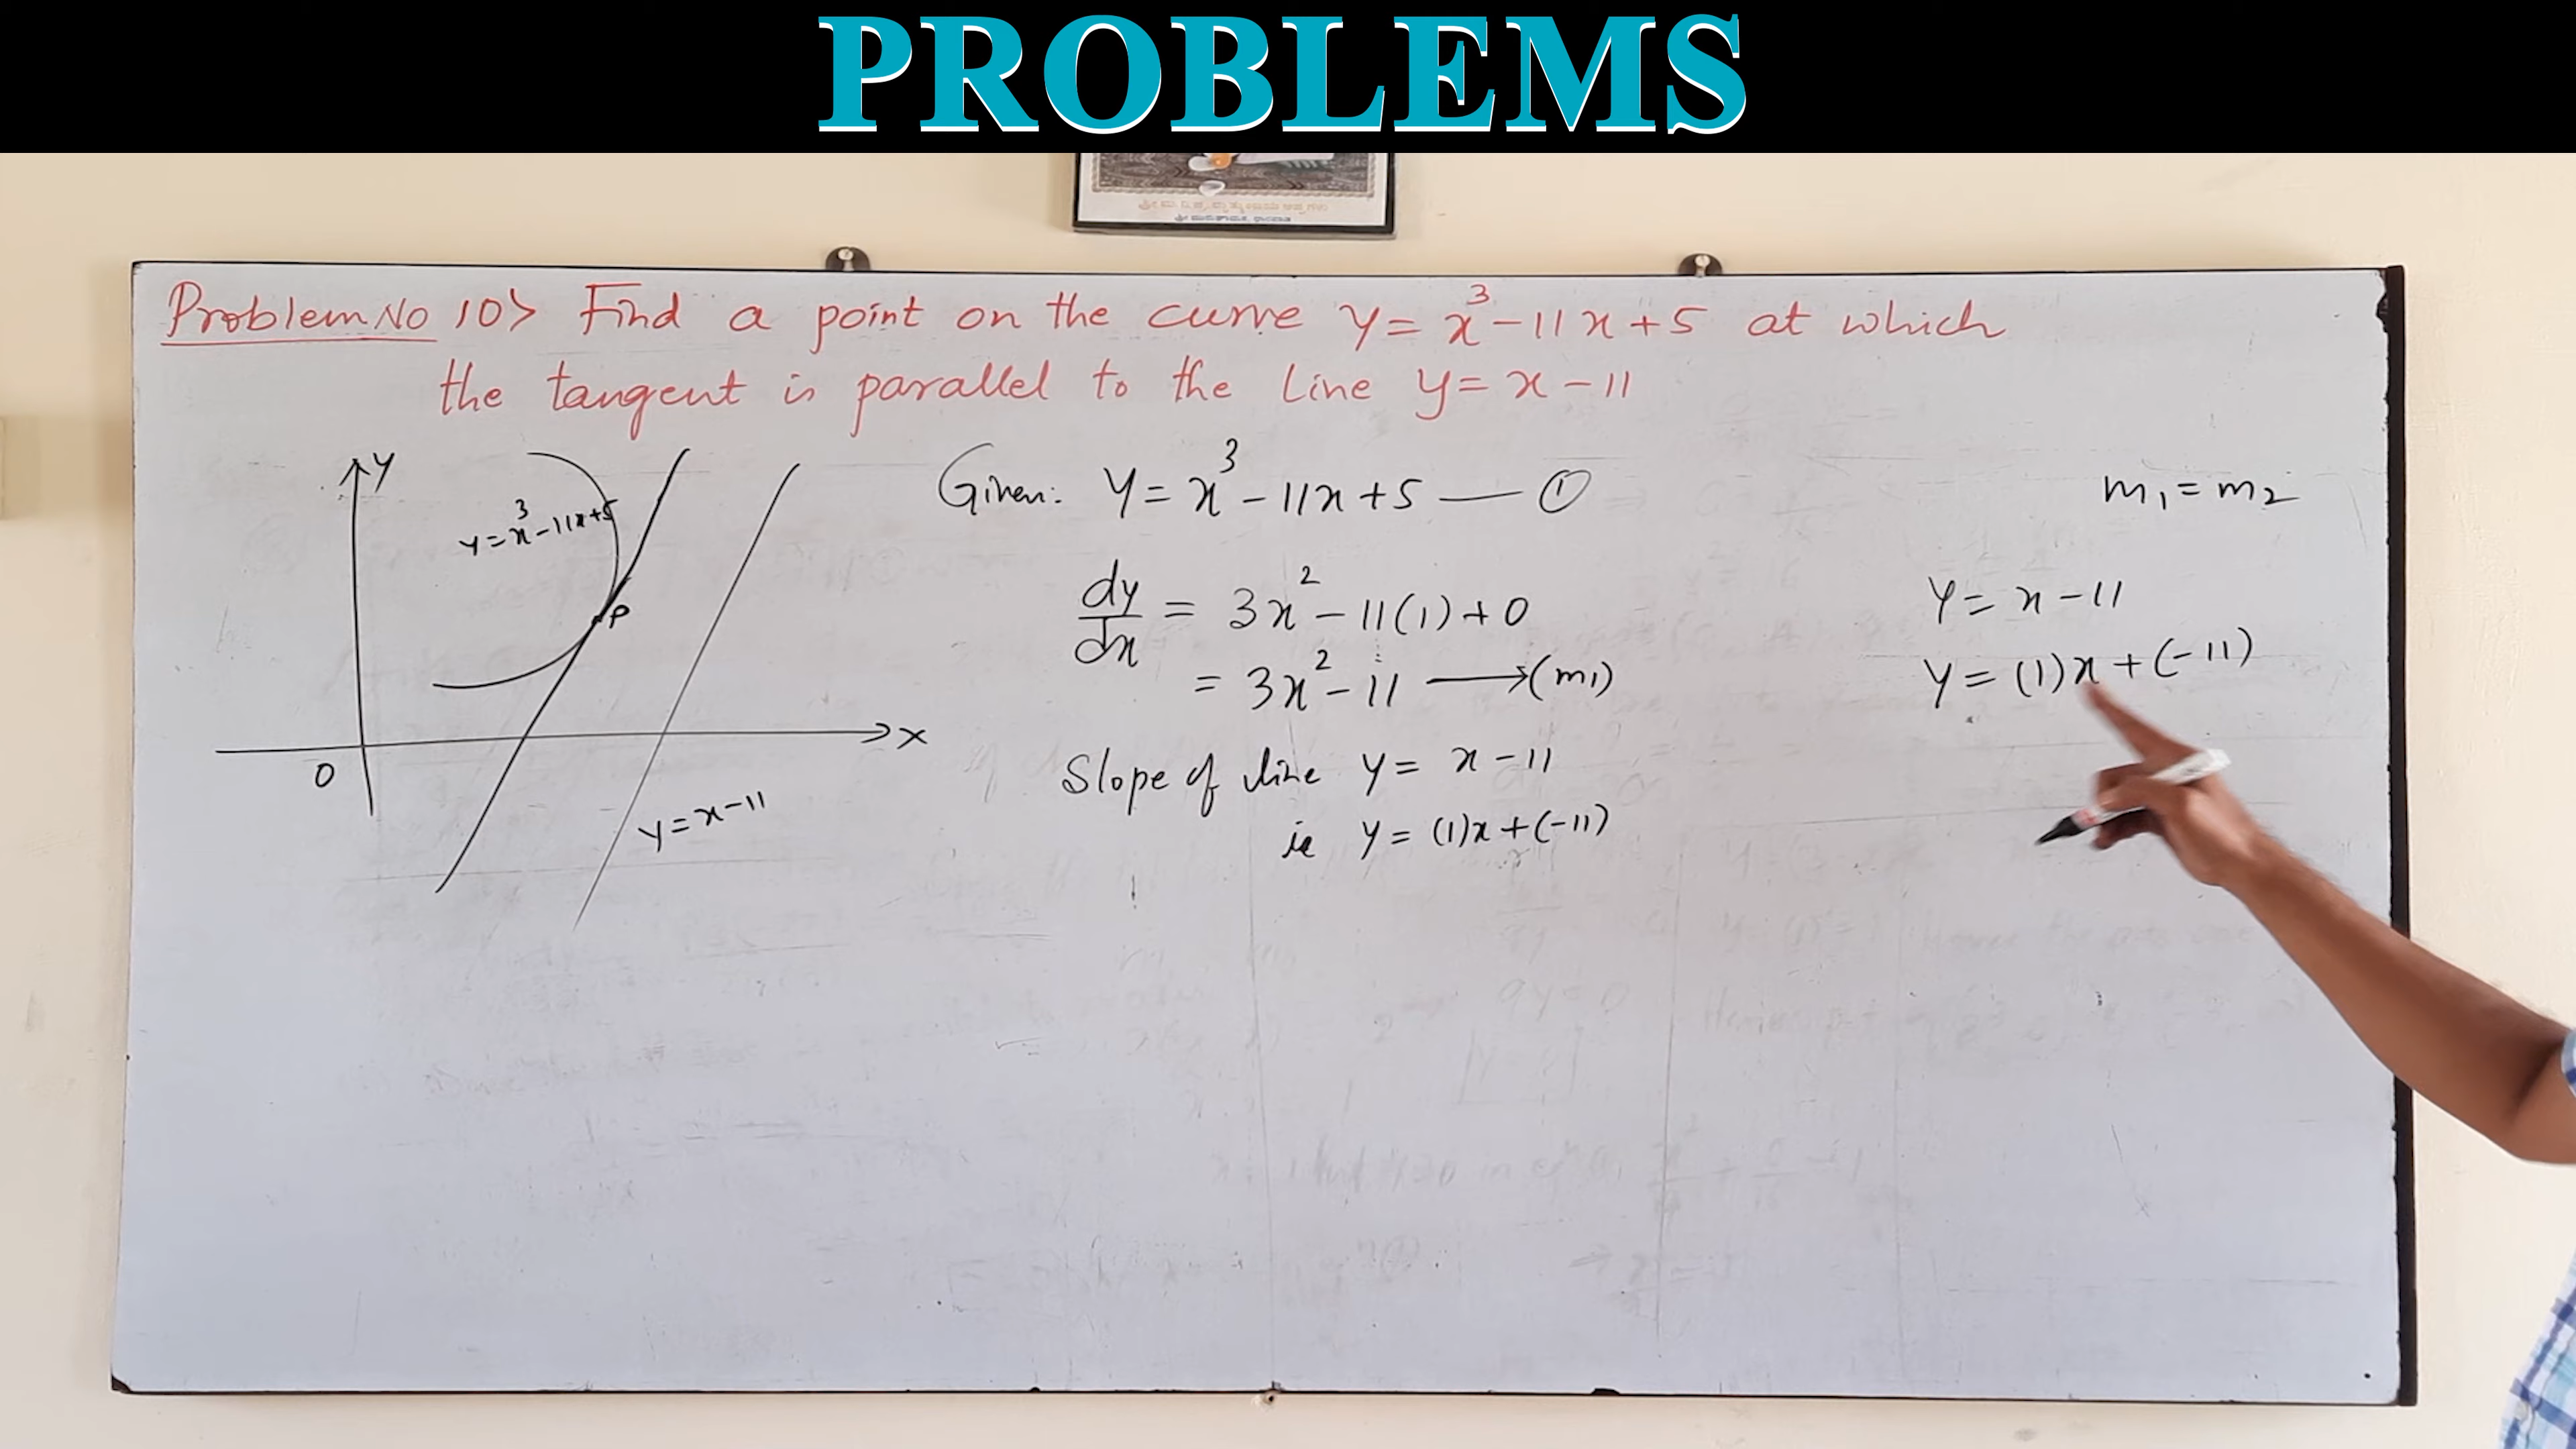 PROBLEMS
Problem No 10> Find a point on the curve y = x³ - 11x + 5 at which
the tangent is parallel to the line y = x - 11
Y
y = x³ - 11x + 5
P
X
O
y = x - 11
Given: y = x³ - 11x + 5 — ①
dy/dx = 3x² - 11(1) + 0
= 3x² - 11 → (m₁)
Slope of line y = x - 11
ie y = (1)x + (-11)
m₁ = m₂
y = x - 11
y = (1)x + (-11)